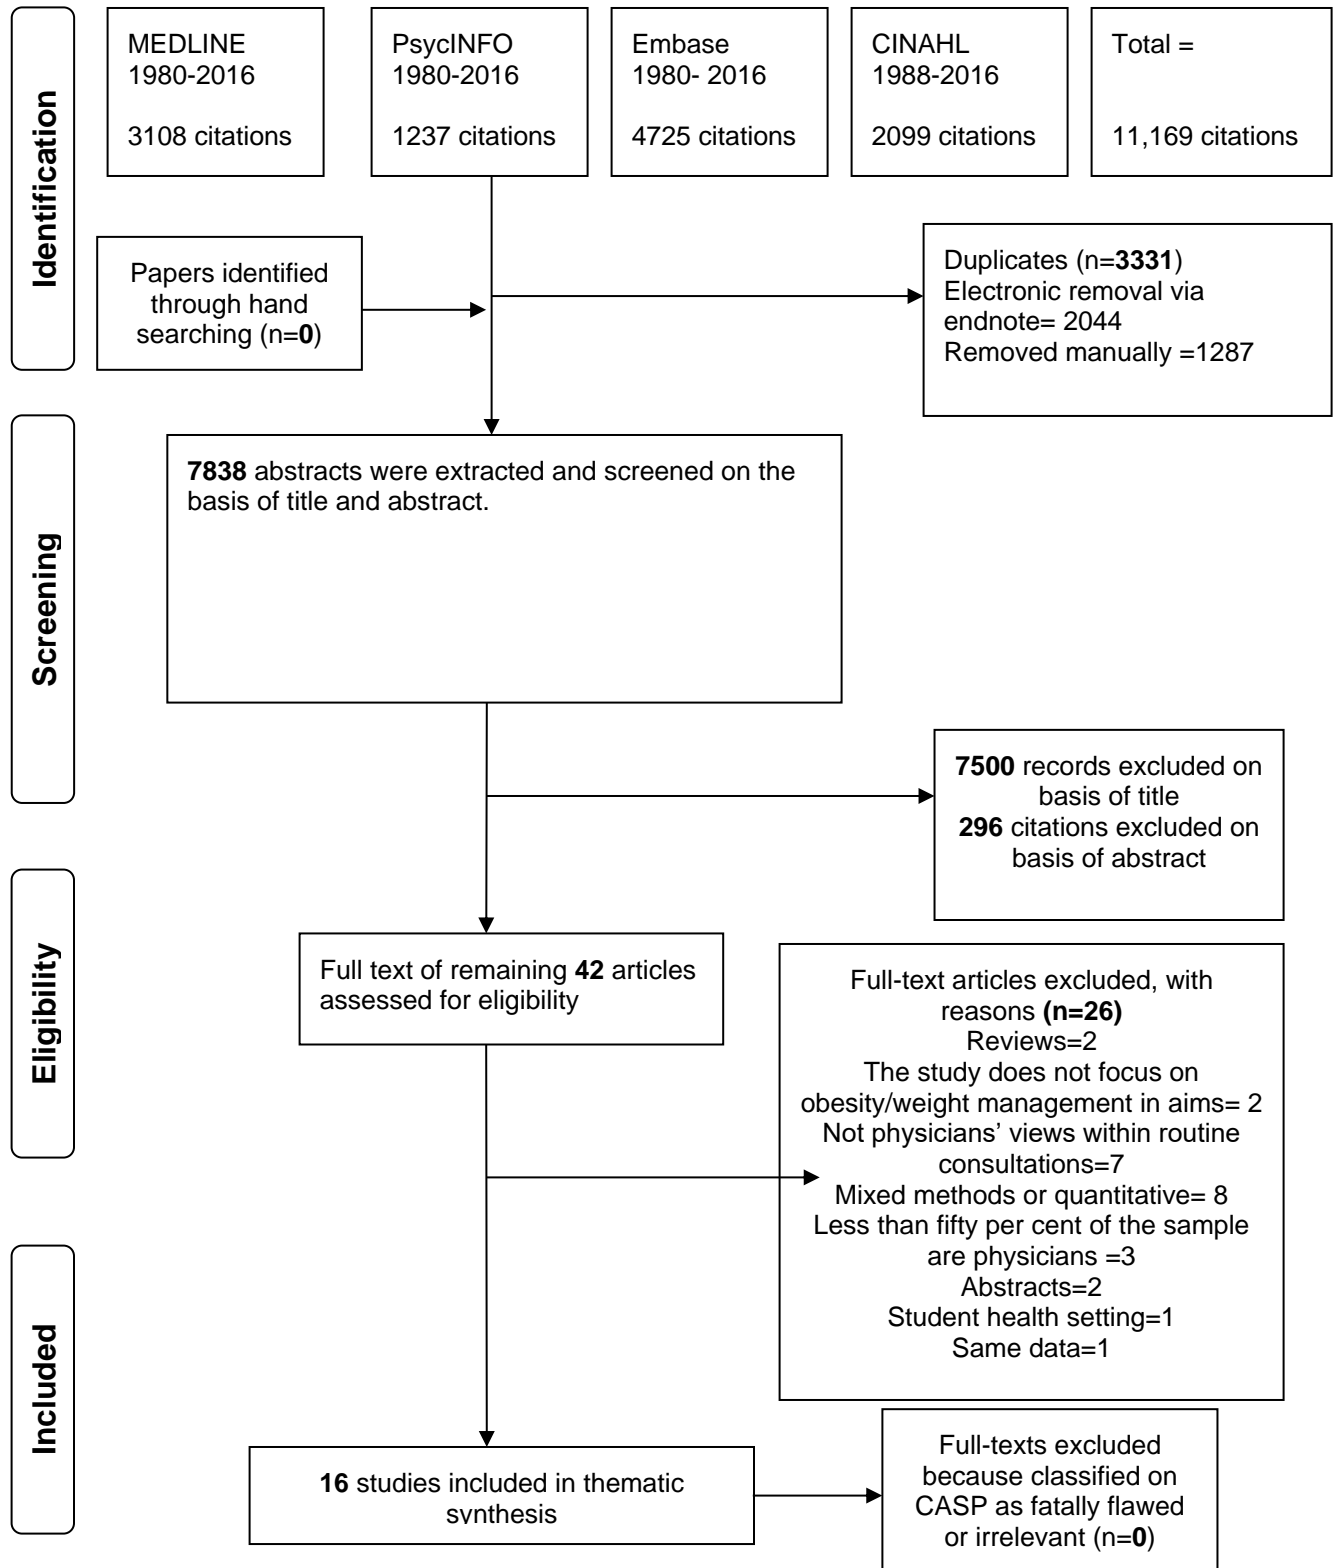 Identification
MEDLINE
1980-2016
3108 citations
PsycINFO
1980-2016
1237 citations
Embase
1980- 2016
4725 citations
CINAHL
1988-2016
2099 citations
Total =
11,169 citations
Papers identified
through hand
searching (n=0)
Duplicates (n=3331)
Electronic removal via
endnote= 2044
Removed manually =1287
Screening
7838 abstracts were extracted and screened on the
basis of title and abstract.
7500 records excluded on
basis of title
296 citations excluded on
basis of abstract
Eligibility
Full text of remaining 42 articles
assessed for eligibility
Full-text articles excluded, with
reasons (n=26)
Reviews=2
The study does not focus on
obesity/weight management in aims= 2
Not physicians’ views within routine
consultations=7
Mixed methods or quantitative= 8
Less than fifty per cent of the sample
are physicians =3
Abstracts=2
Student health setting=1
Same data=1
Included
16 studies included in thematic
synthesis
Full-texts excluded
because classified on
CASP as fatally flawed
or irrelevant (n=0)